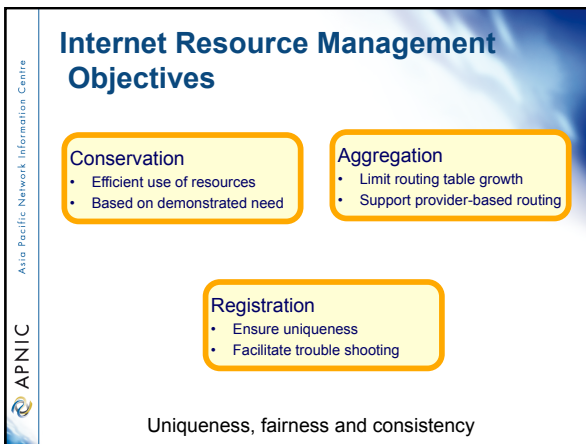 Internet Resource Management
Objectives
Conservation
• Efficient use of resources
• Based on demonstrated need
Aggregation
• Limit routing table growth
• Support provider-based routing
Registration
• Ensure uniqueness
• Facilitate trouble shooting
Uniqueness, fairness and consistency
Asia Pacific Network Information Centre
APNIC